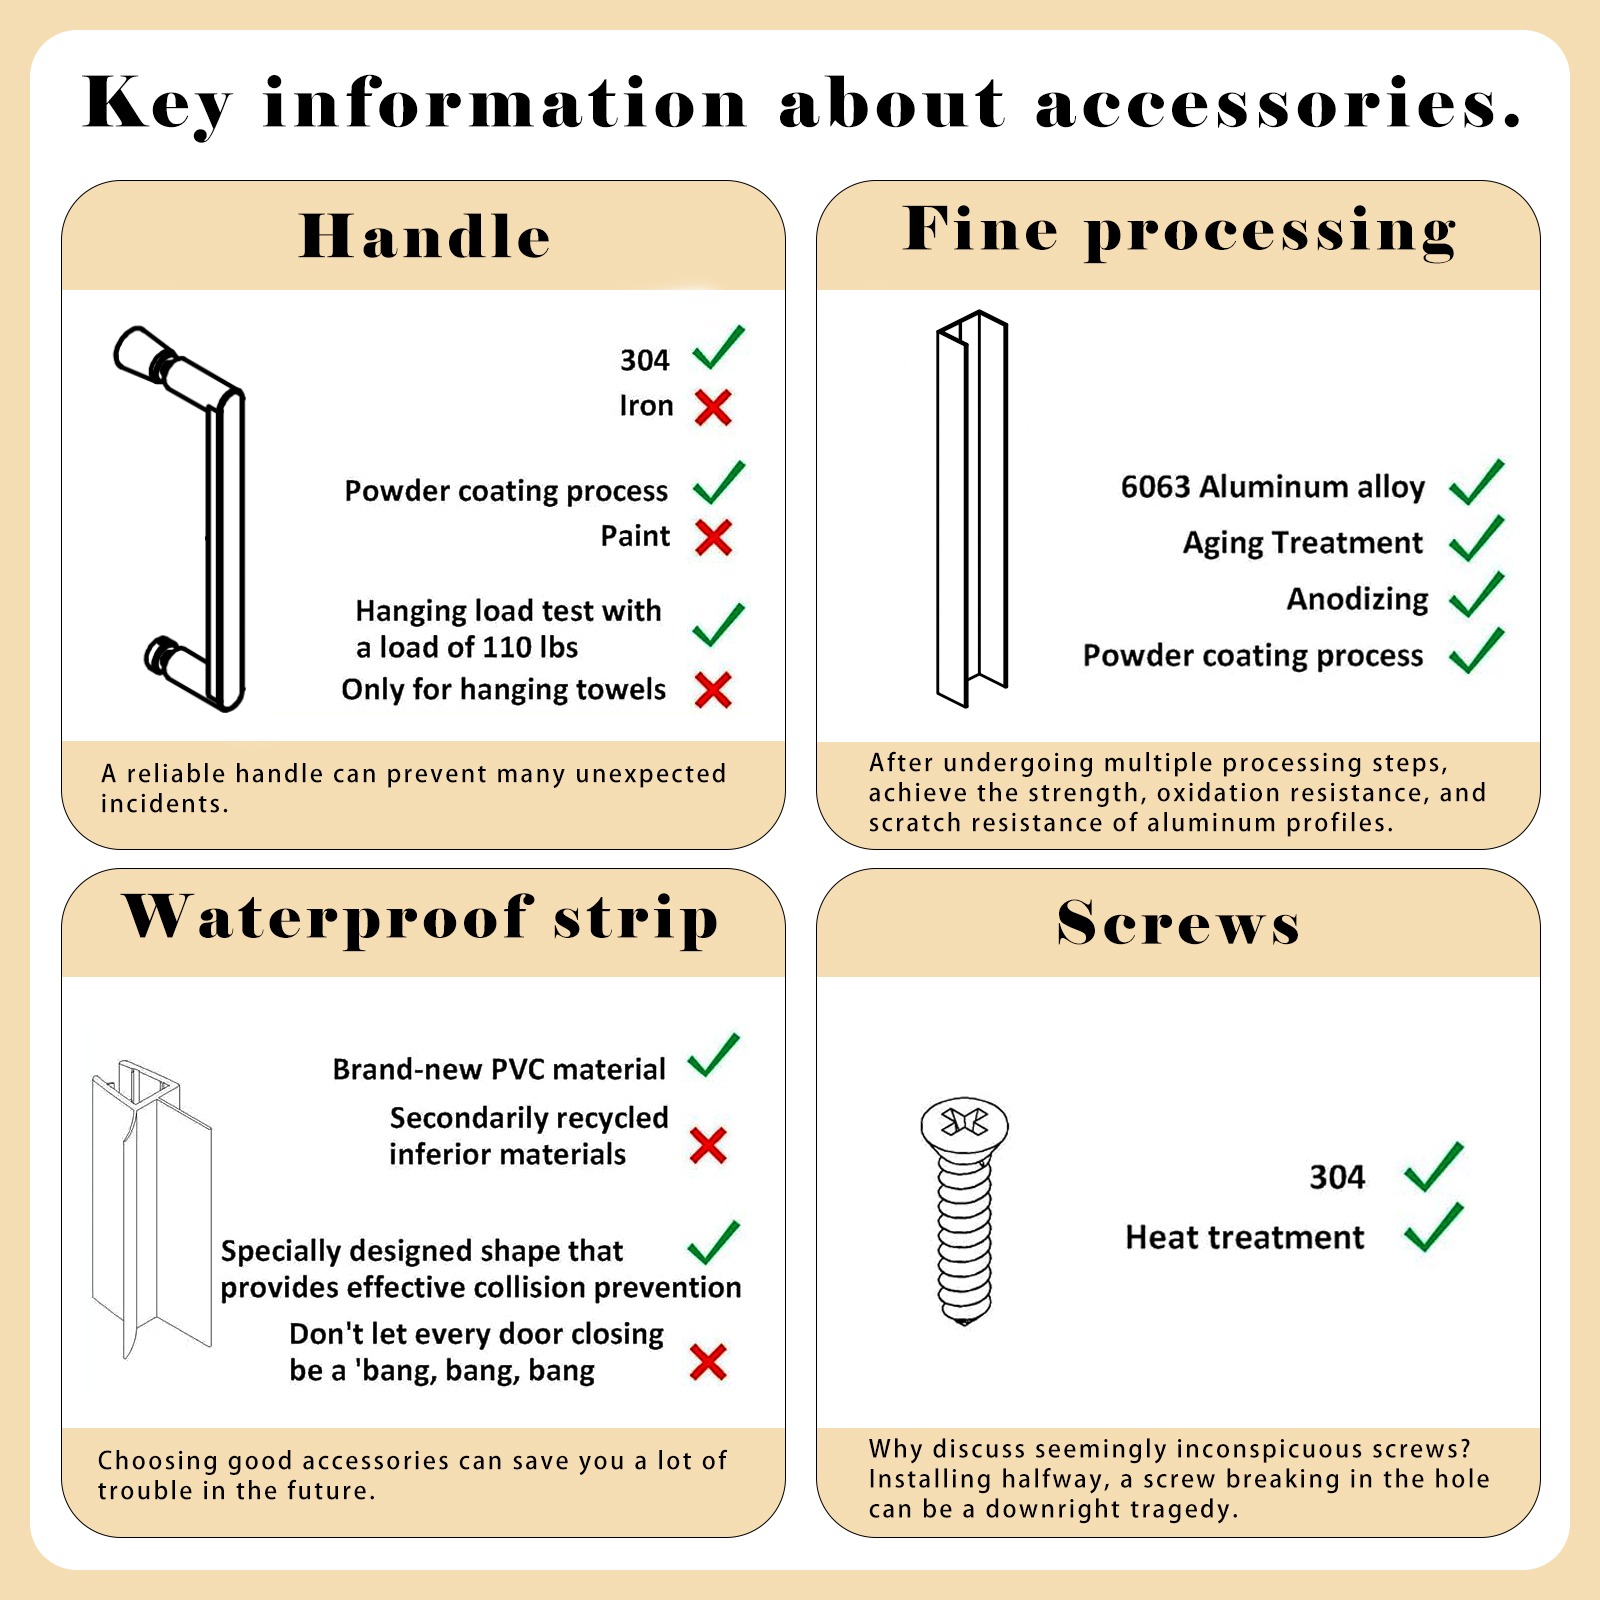 Key information about accessories.
Handle
304
Iron
Powder coating process
Paint
Hanging load test with
a load of 110 lbs
Only for hanging towels
A reliable handle can prevent many unexpected
incidents.
Fine processing
6063 Aluminum alloy
Aging Treatment
Anodizing
Powder coating process
After undergoing multiple processing steps,
achieve the strength, oxidation resistance, and
scratch resistance of aluminum profiles.
Waterproof strip
Brand-new PVC material
Secondarily recycled
inferior materials
Specially designed shape that
provides effective collision prevention
Don't let every door closing
be a 'bang, bang, bang
Choosing good accessories can save you a lot of
trouble in the future.
Screws
304
Heat treatment
Why discuss seemingly inconspicuous screws?
Installing halfway, a screw breaking in the hole
can be a downright tragedy.